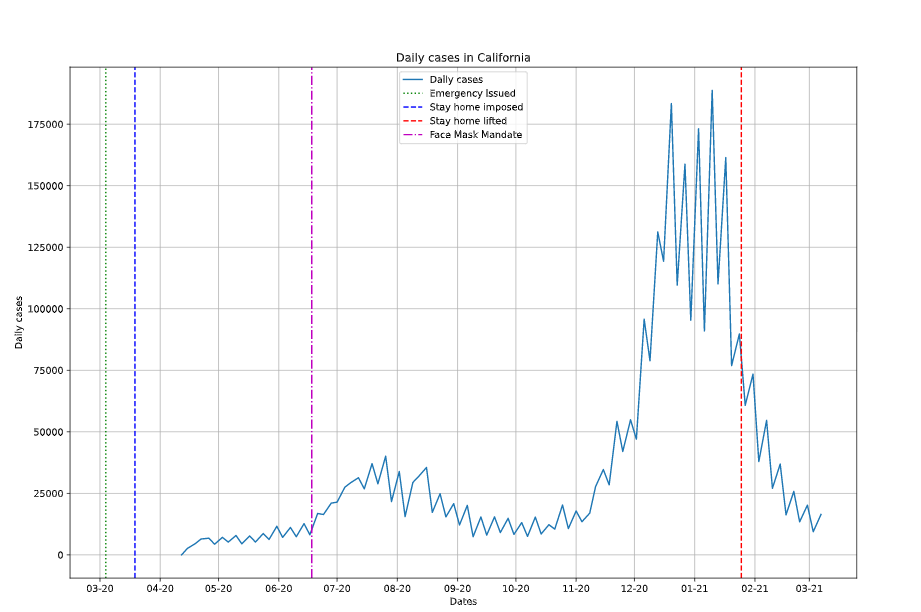 Daily cases in California
Daily cases
Emergency Issued
Stay home imposed
Stay home lifted
Face Mask Mandate
175000
150000
125000
100000
75000
50000
25000
0
Daily cases
03-20 04-20 05-20 06-20 07-20 08-20 09-20 10-20 11-20 12-20 01-21 02-21 03-21
Dates